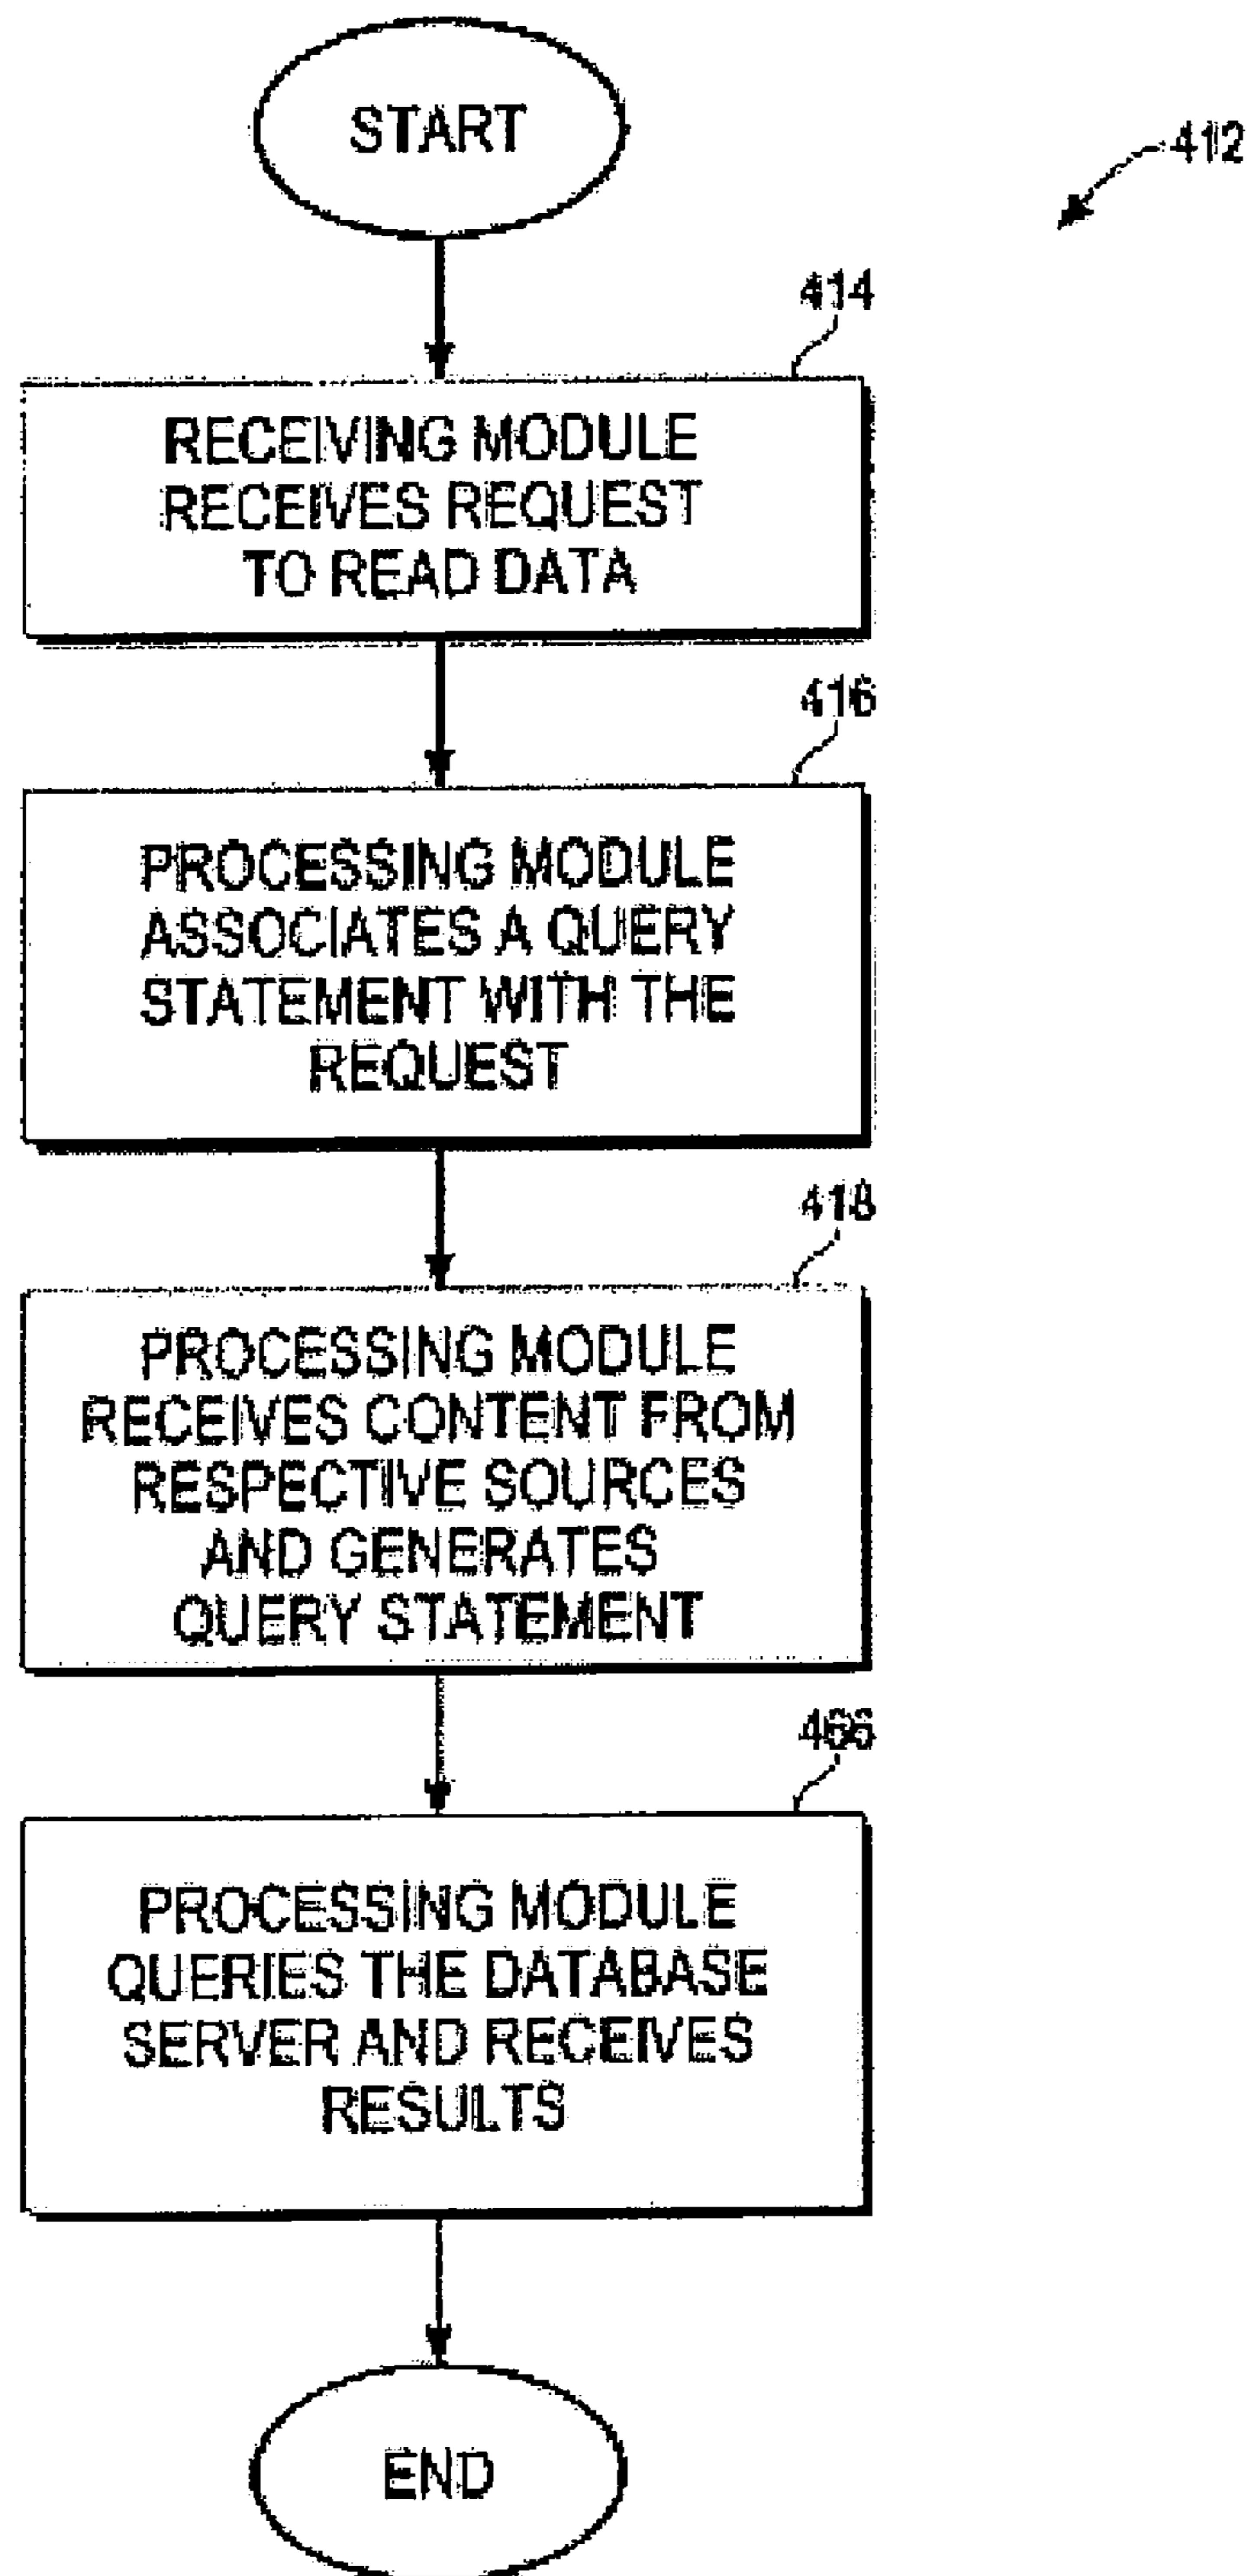 START
412
414
RECEIVING MODULE
RECEIVES REQUEST
TO READ DATA
416
PROCESSING MODULE
ASSOCIATES A QUERY
STATEMENT WITH THE
REQUEST
418
PROCESSING MODULE
RECEIVES CONTENT FROM
RESPECTIVE SOURCES
AND GENERATES
QUERY STATEMENT
PROCESSING MODULE
QUERIES THE DATABASE
SERVER AND RECEIVES
RESULTS
END